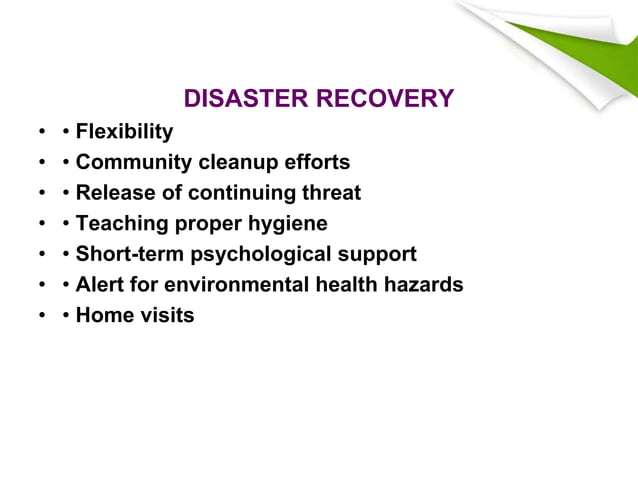 DISASTER RECOVERY
• • Flexibility
• • Community cleanup efforts
• • Release of continuing threat
• • Teaching proper hygiene
• • Short-term psychological support
• • Alert for environmental health hazards
• • Home visits